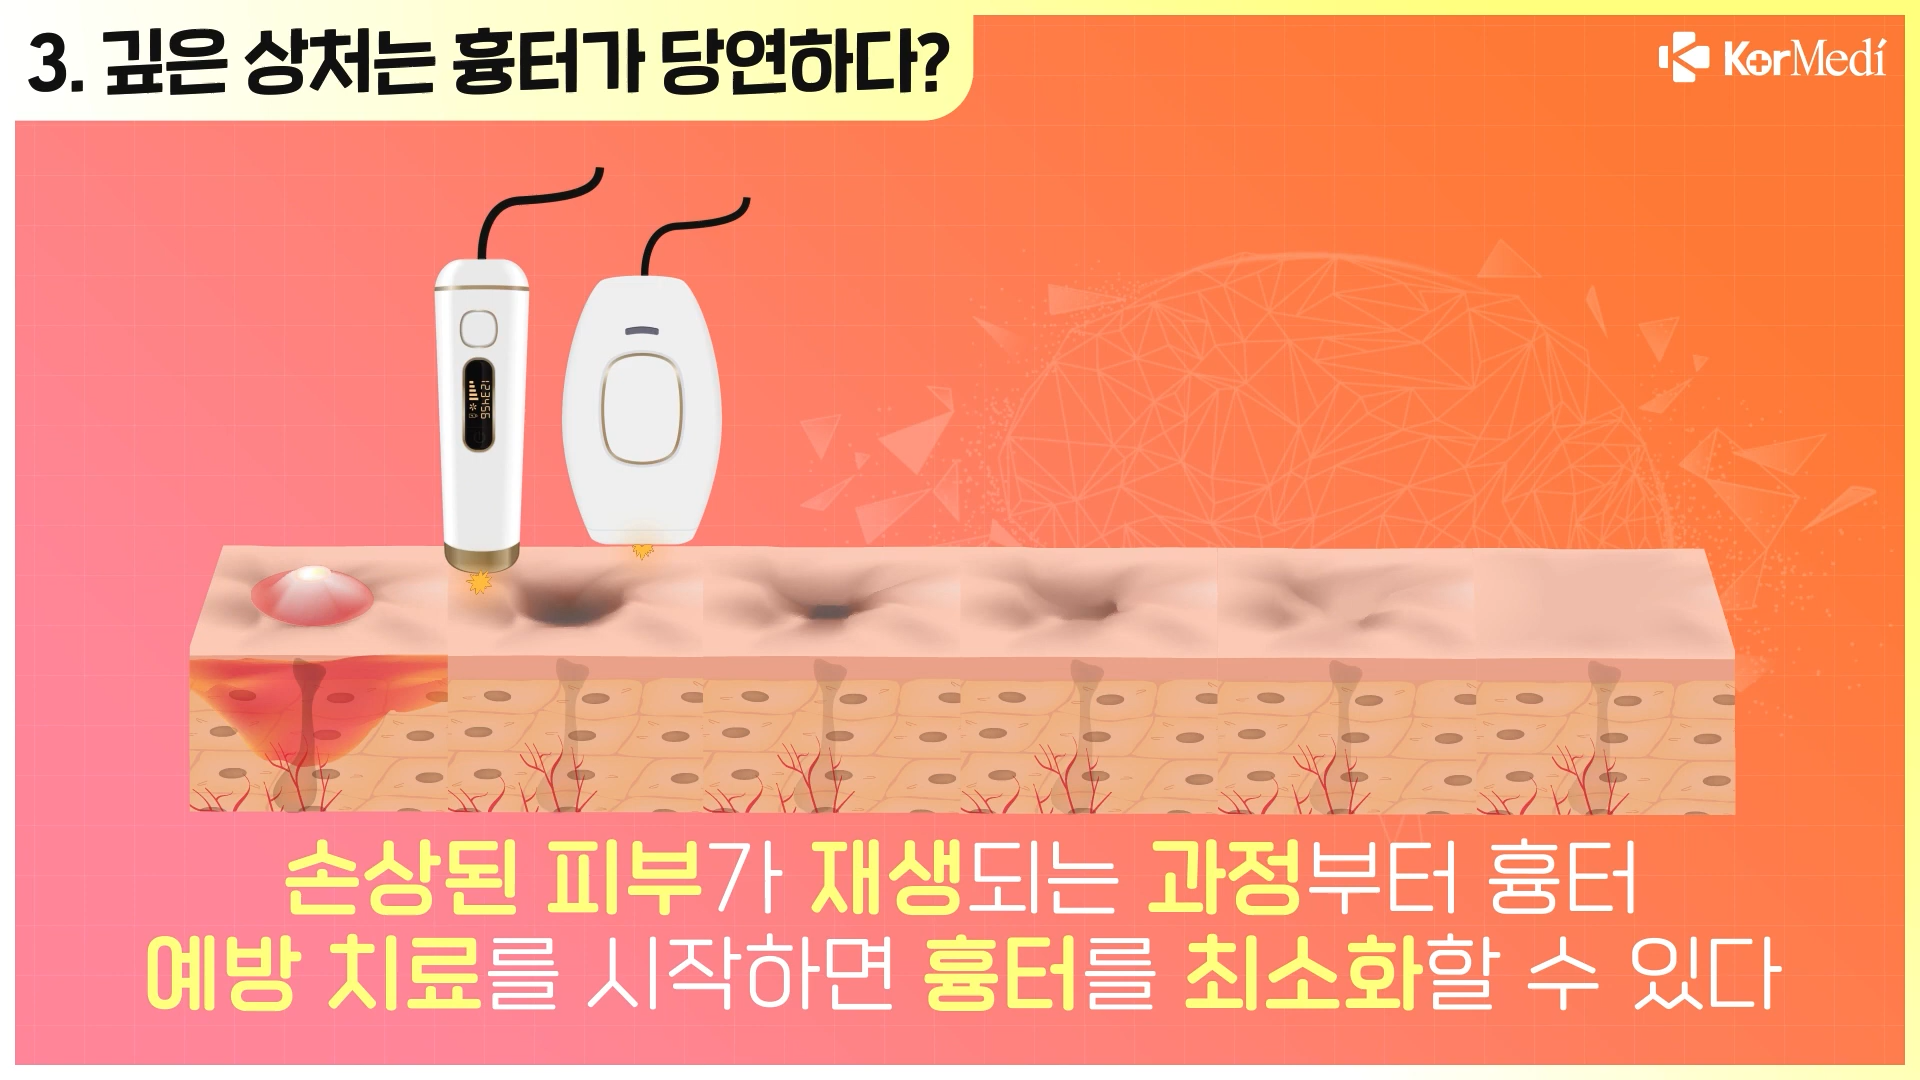 3. 깊은 상처는 흉터가 당연하다?
KorMedi
123456
손상된 피부가 재생되는 과정부터 흉터
예방 치료를 시작하면 흉터를 최소화할 수 있다